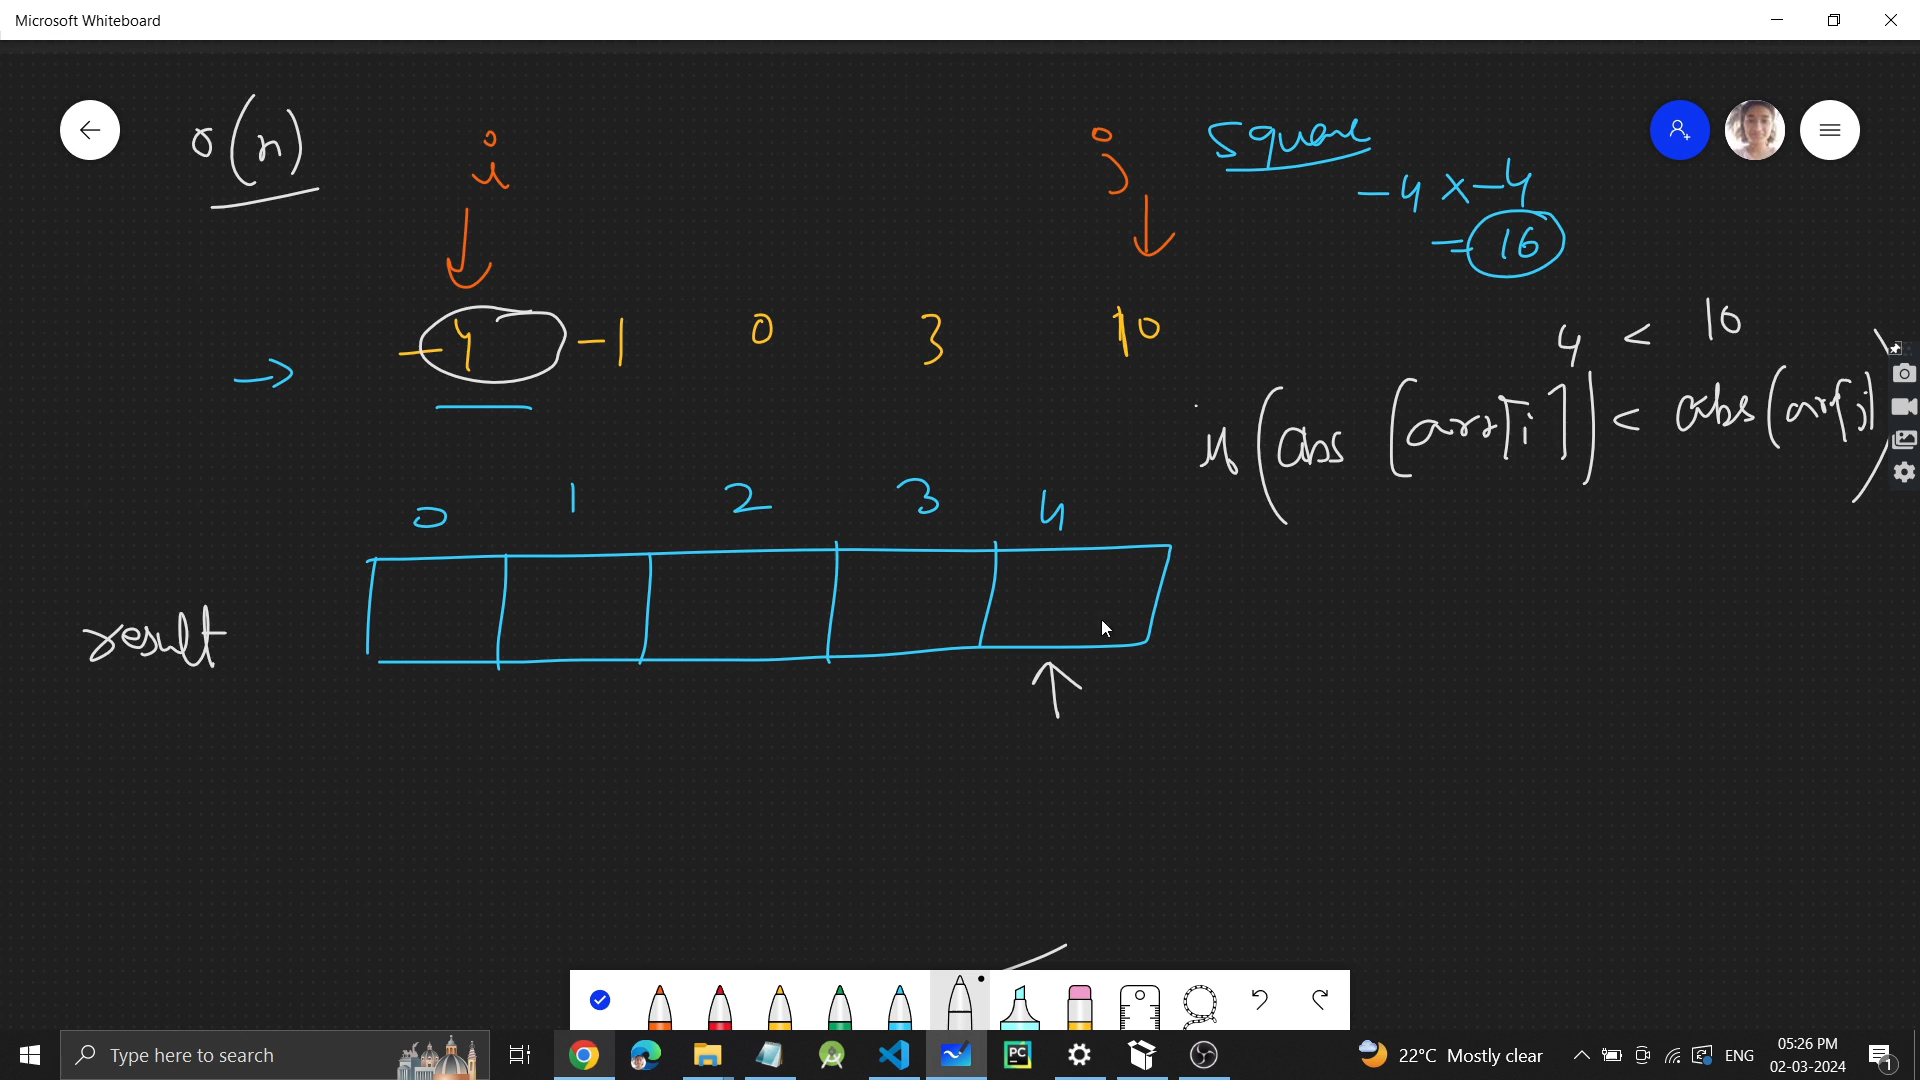 Microsoft Whiteboard
O(n)
i
j
square
-4 x -4
= 16
-4 -1 0 3 10
4 < 10
if (abs (arr[i]) < abs (arr[j])
0 1 2 3 4
result
Type here to search
PC
22°C Mostly clear
ENG
05:26 PM
02-03-2024
1